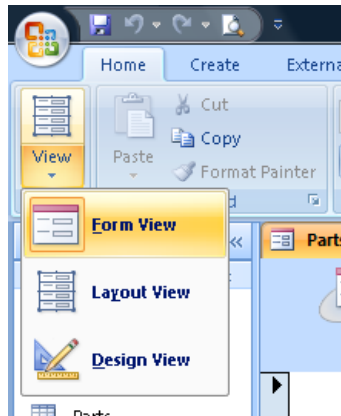 Home Create Externa
Cut
Copy
View Paste Format Painter
Form View
Parts
Layout View
Design View
Parts